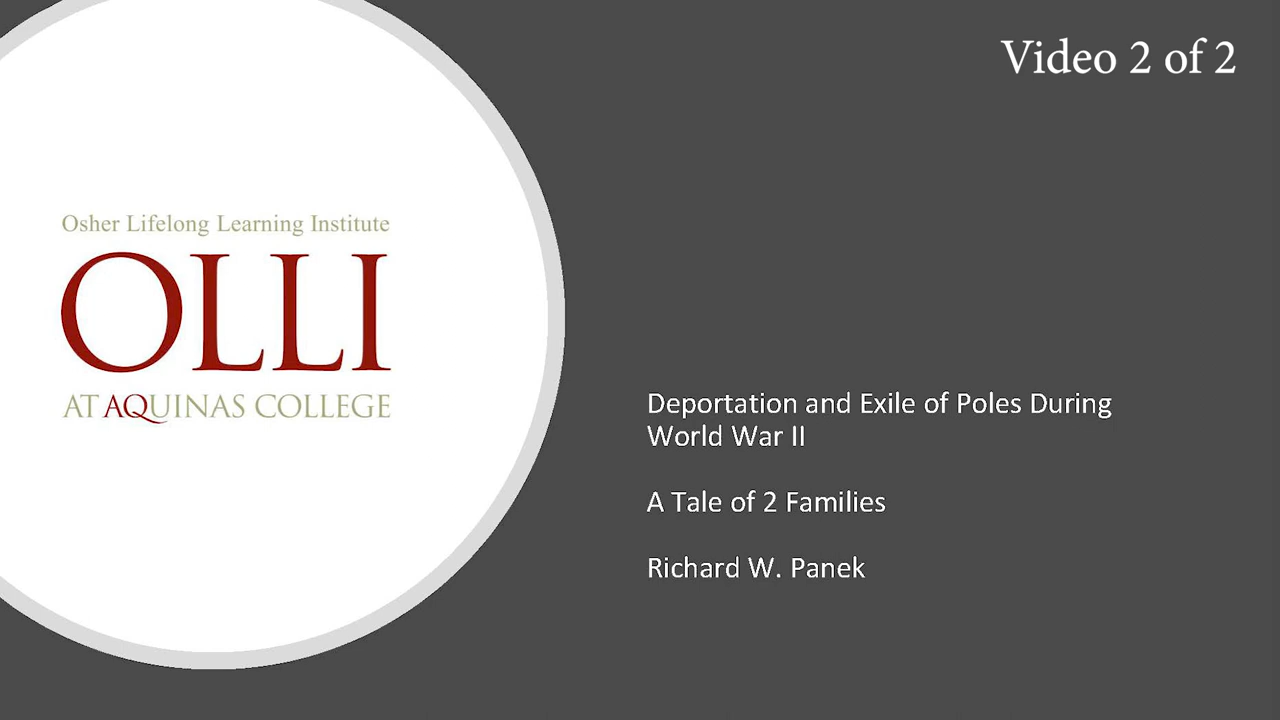 Video 2 of 2
Osher Lifelong Learning Institute
OLLI
AT AQUINAS COLLEGE
Deportation and Exile of Poles During
World War II
A Tale of 2 Families
Richard W. Panek